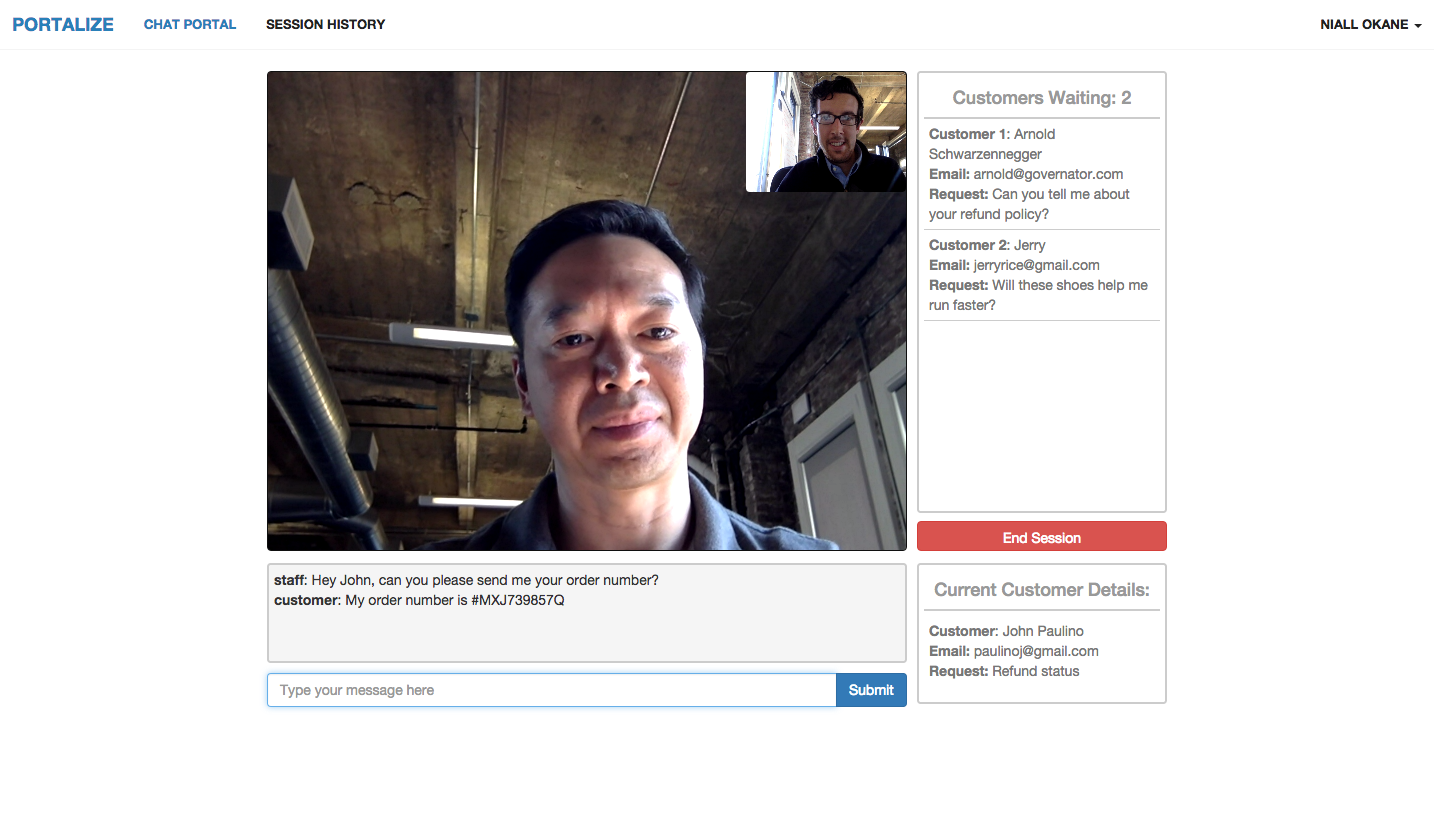 PORTALIZE CHAT PORTAL SESSION HISTORY NIALL OKANE
Customers Waiting: 2
Customer 1: Arnold
Schwarzennegger
Email: arnold@governator.com
Request: Can you tell me about
your refund policy?
Customer 2: Jerry
Email: jerryrice@gmail.com
Request: Will these shoes help me
run faster?
End Session
staff: Hey John, can you please send me your order number?
customer: My order number is #MXJ739857Q
Type your message here Submit
Current Customer Details:
Customer: John Paulino
Email: paulinoj@gmail.com
Request: Refund status